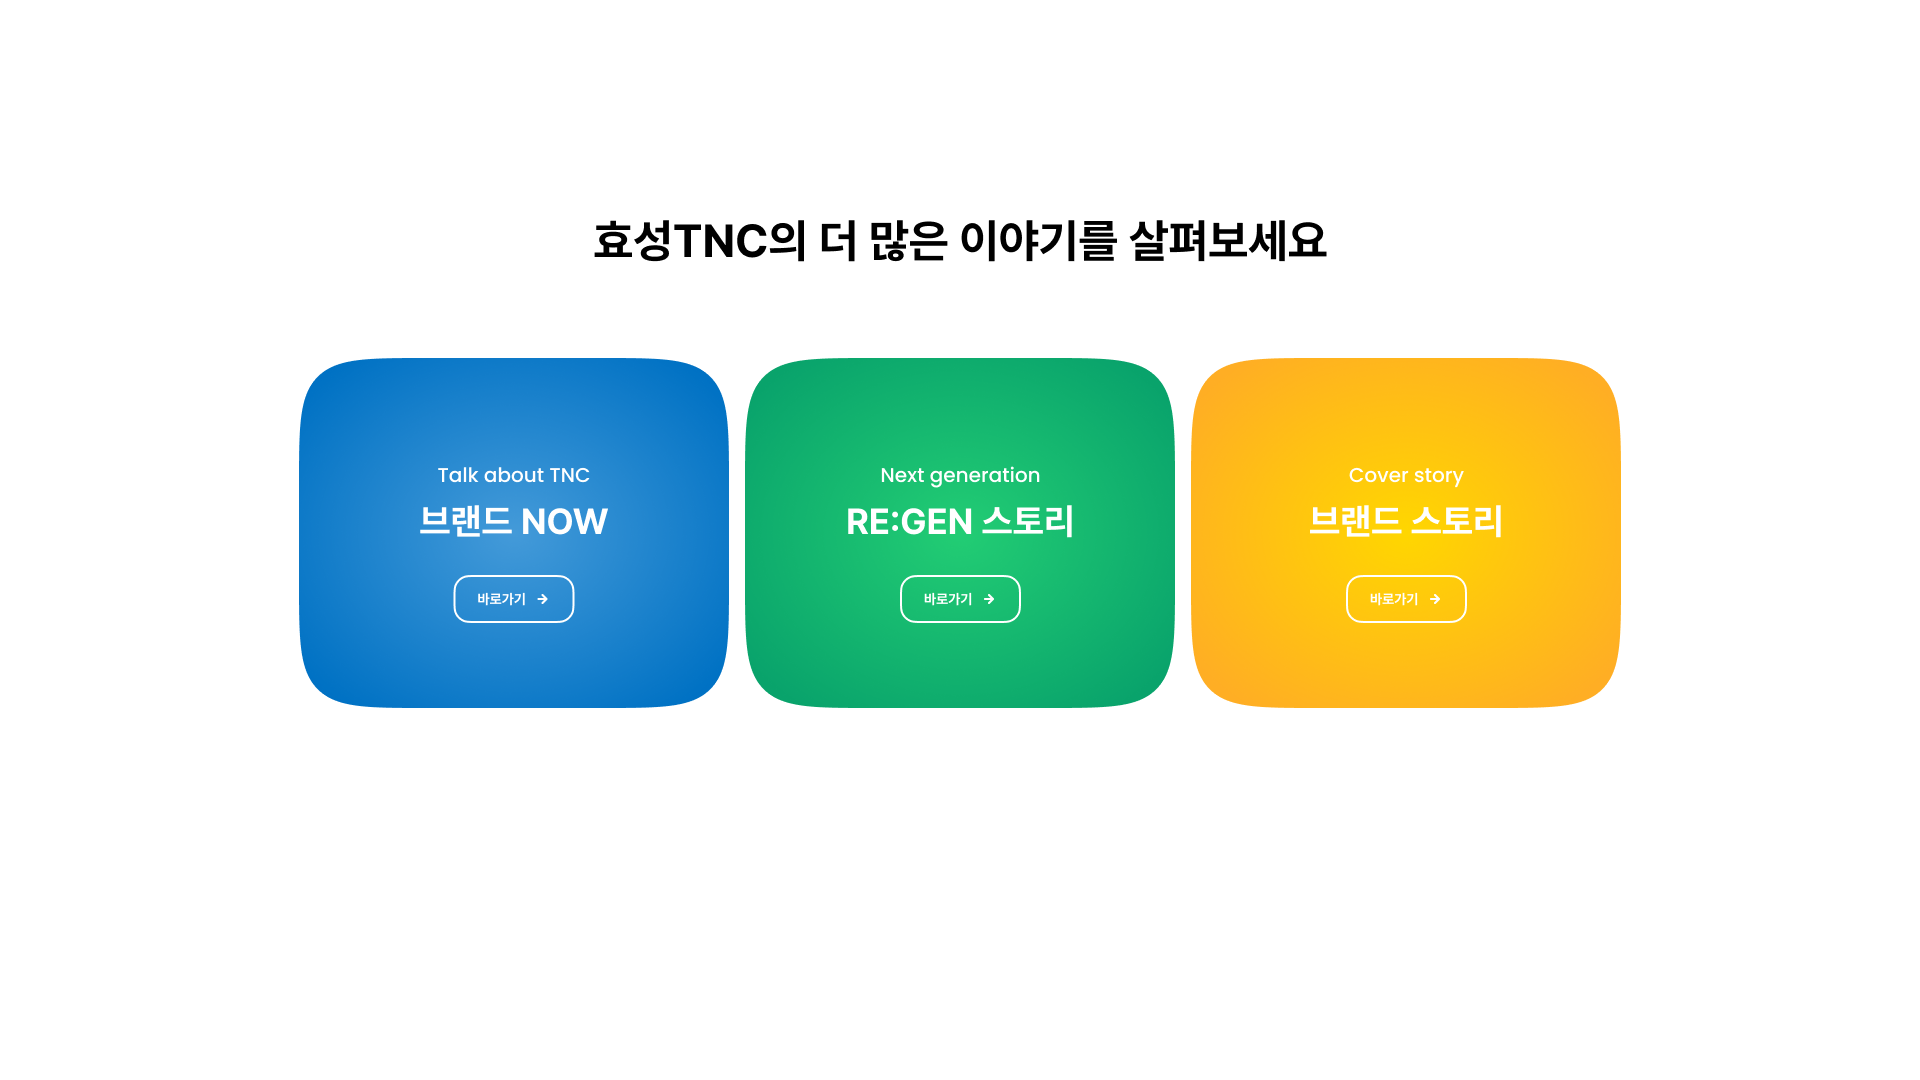 효성TNC의 더 많은 이야기를 살펴보세요
Talk about TNC
브랜드 NOW
바로가기
Next generation
RE:GEN 스토리
바로가기
Cover story
브랜드 스토리
바로가기